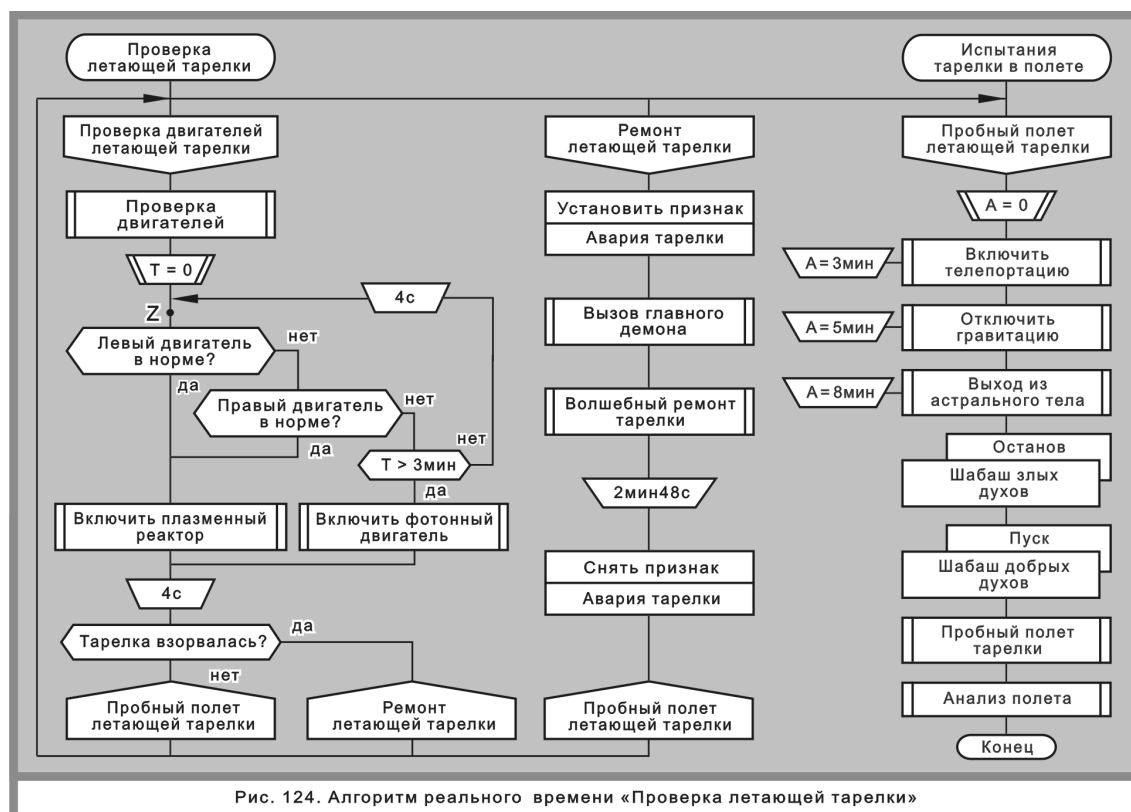 Проверка
летающей тарелки
Проверка двигателей
летающей тарелки
Проверка
двигателей
T = 0
4с
Z
Левый двигатель
в норме?
нет
да
Правый двигатель
в норме?
нет
да
T > 3мин
нет
да
Включить плазменный
реактор
Включить фотонный
двигатель
4с
Тарелка взорвалась?
да
нет
Пробный полет
летающей тарелки
Ремонт
летающей тарелки
Ремонт
летающей тарелки
Установить признак
Авария тарелки
Вызов главного
демона
Волшебный ремонт
тарелки
2мин48с
Снять признак
Авария тарелки
Пробный полет
летающей тарелки
Испытания
тарелки в полете
Пробный полет
летающей тарелки
A = 0
A = 3мин
Включить
телепортацию
A = 5мин
Отключить
гравитацию
A = 8мин
Выход из
астрального тела
Останов
Шабаш злых
духов
Пуск
Шабаш добрых
духов
Пробный полет
тарелки
Анализ полета
Конец
Рис. 124. Алгоритм реального времени «Проверка летающей тарелки»